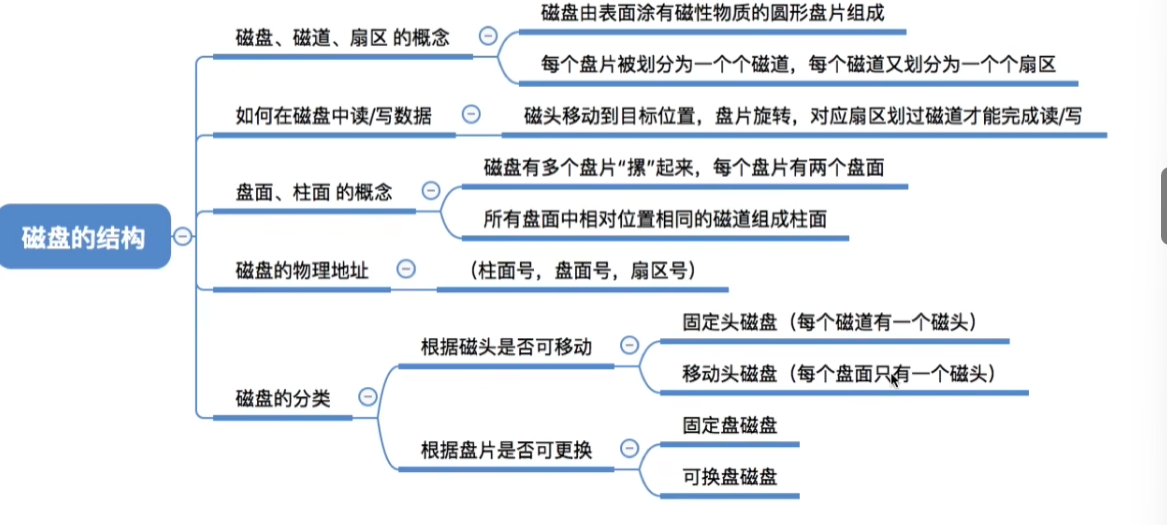 磁盘的结构
磁盘、磁道、扇区 的概念
磁盘由表面涂有磁性物质的圆形盘片组成
每个盘片被划分为一个个磁道，每个磁道又划分为一个个扇区
如何在磁盘中读/写数据
磁头移动到目标位置，盘片旋转，对应扇区划过磁道才能完成读/写
盘面、柱面 的概念
磁盘有多个盘片“摞”起来，每个盘片有两个盘面
所有盘面中相对位置相同的磁道组成柱面
磁盘的物理地址
（柱面号，盘面号，扇区号）
磁盘的分类
根据磁头是否可移动
固定头磁盘（每个磁道有一个磁头）
移动头磁盘（每个盘面只有一个磁头）
根据盘片是否可更换
固定盘磁盘
可换盘磁盘